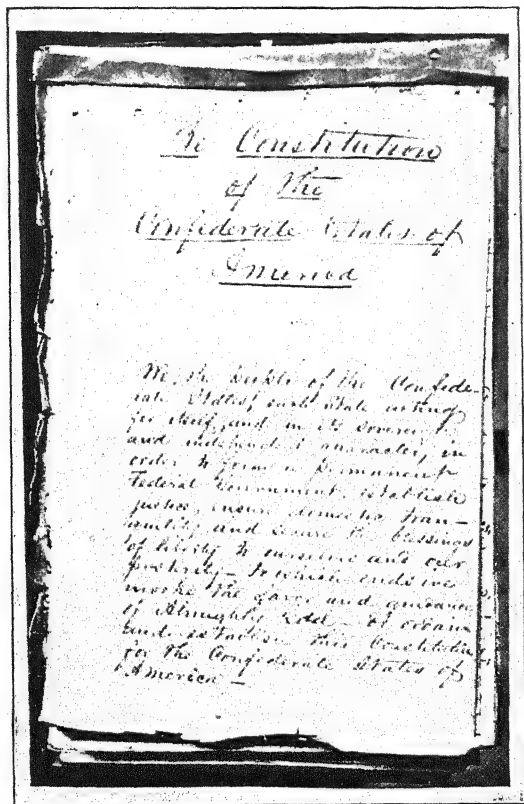 The Constitution
of the
Confederate States of
America
We, the people of the Confede-
rate States, each State acting
for itself, and in its sovereign
and independent character, in
order to form a permanent
Federal Government, establish
justice, ensure domestic tran-
quility and secure the blessings
of liberty to ourselves and our
posterity — to which ends we
invoke the favor and guidance
of Almighty God — do ordain
and establish this Constitution
for the Confederate States of
America —